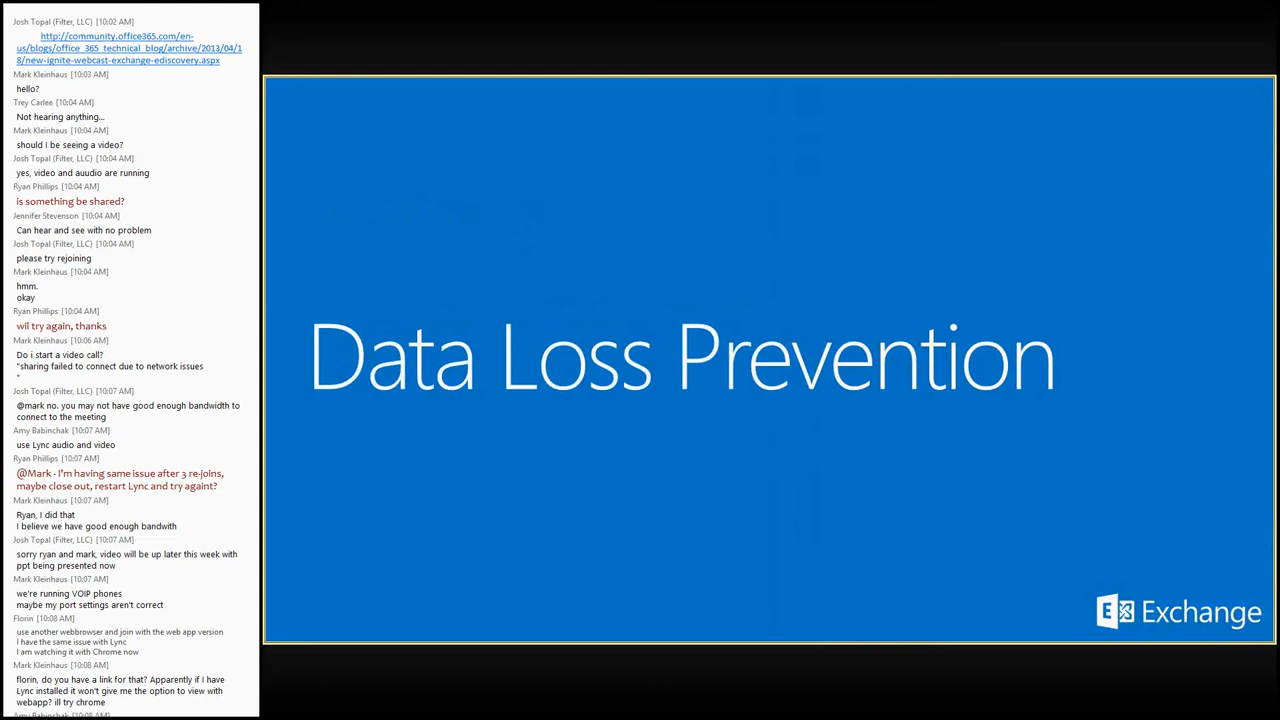 Josh Topal (Filter, LLC) [10:02 AM]
http://community.office365.com/en-
us/blogs/office_365_technical_blog/archive/2013/04/1
8/new-ignite-webcast-exchange-ediscovery.aspx
Mark Kleinhaus [10:03 AM]
hello?
Trey Carlee [10:04 AM]
Not hearing anything...
Mark Kleinhaus [10:04 AM]
should I be seeing a video?
Josh Topal (Filter, LLC) [10:04 AM]
yes, video and auudio are running
Ryan Phillips [10:04 AM]
is something be shared?
Jennifer Stevenson [10:04 AM]
Can hear and see with no problem
Josh Topal (Filter, LLC) [10:04 AM]
please try rejoining
Mark Kleinhaus [10:04 AM]
hmm.
okay
Ryan Phillips [10:04 AM]
wil try again, thanks
Mark Kleinhaus [10:06 AM]
Do i start a video call?
"sharing failed to connect due to network issues
"
Josh Topal (Filter, LLC) [10:07 AM]
@mark no. you may not have good enough bandwidth to
connect to the meeting
Amy Babinchak [10:07 AM]
use Lync audio and video
Ryan Phillips [10:07 AM]
@Mark - I'm having same issue after 3 re-joins,
maybe close out, restart Lync and try againt?
Mark Kleinhaus [10:07 AM]
Ryan, I did that
I believe we have good enough bandwith
Josh Topal (Filter, LLC) [10:07 AM]
sorry ryan and mark, video will be up later this week with
ppt being presented now
Mark Kleinhaus [10:07 AM]
we're running VOIP phones
maybe my port settings aren't correct
Florin [10:08 AM]
use another webbrowser and join with the web app version
I have the same issue with Lync
I am watching it with Chrome now
Mark Kleinhaus [10:08 AM]
florin, do you have a link for that? Apparently if I have
Lync installed it won't give me the option to view with
webapp? ill try chrome
Amy Babinchak [10:08 AM]
Data Loss Prevention
Exchange